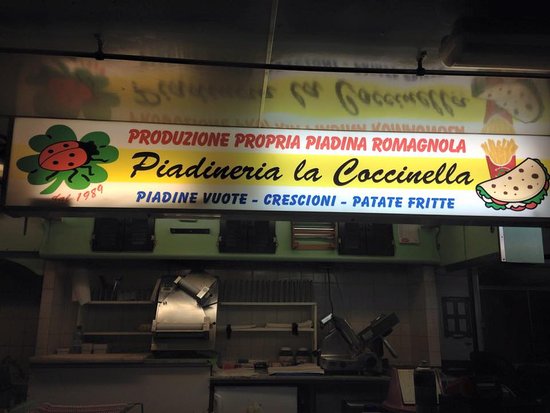 PRODUZIONE PROPRIA PIADINA ROMAGNOLA
Piadineria la Coccinella
dal 1989
PIADINE VUOTE - CRESCIONI - PATATE FRITTE